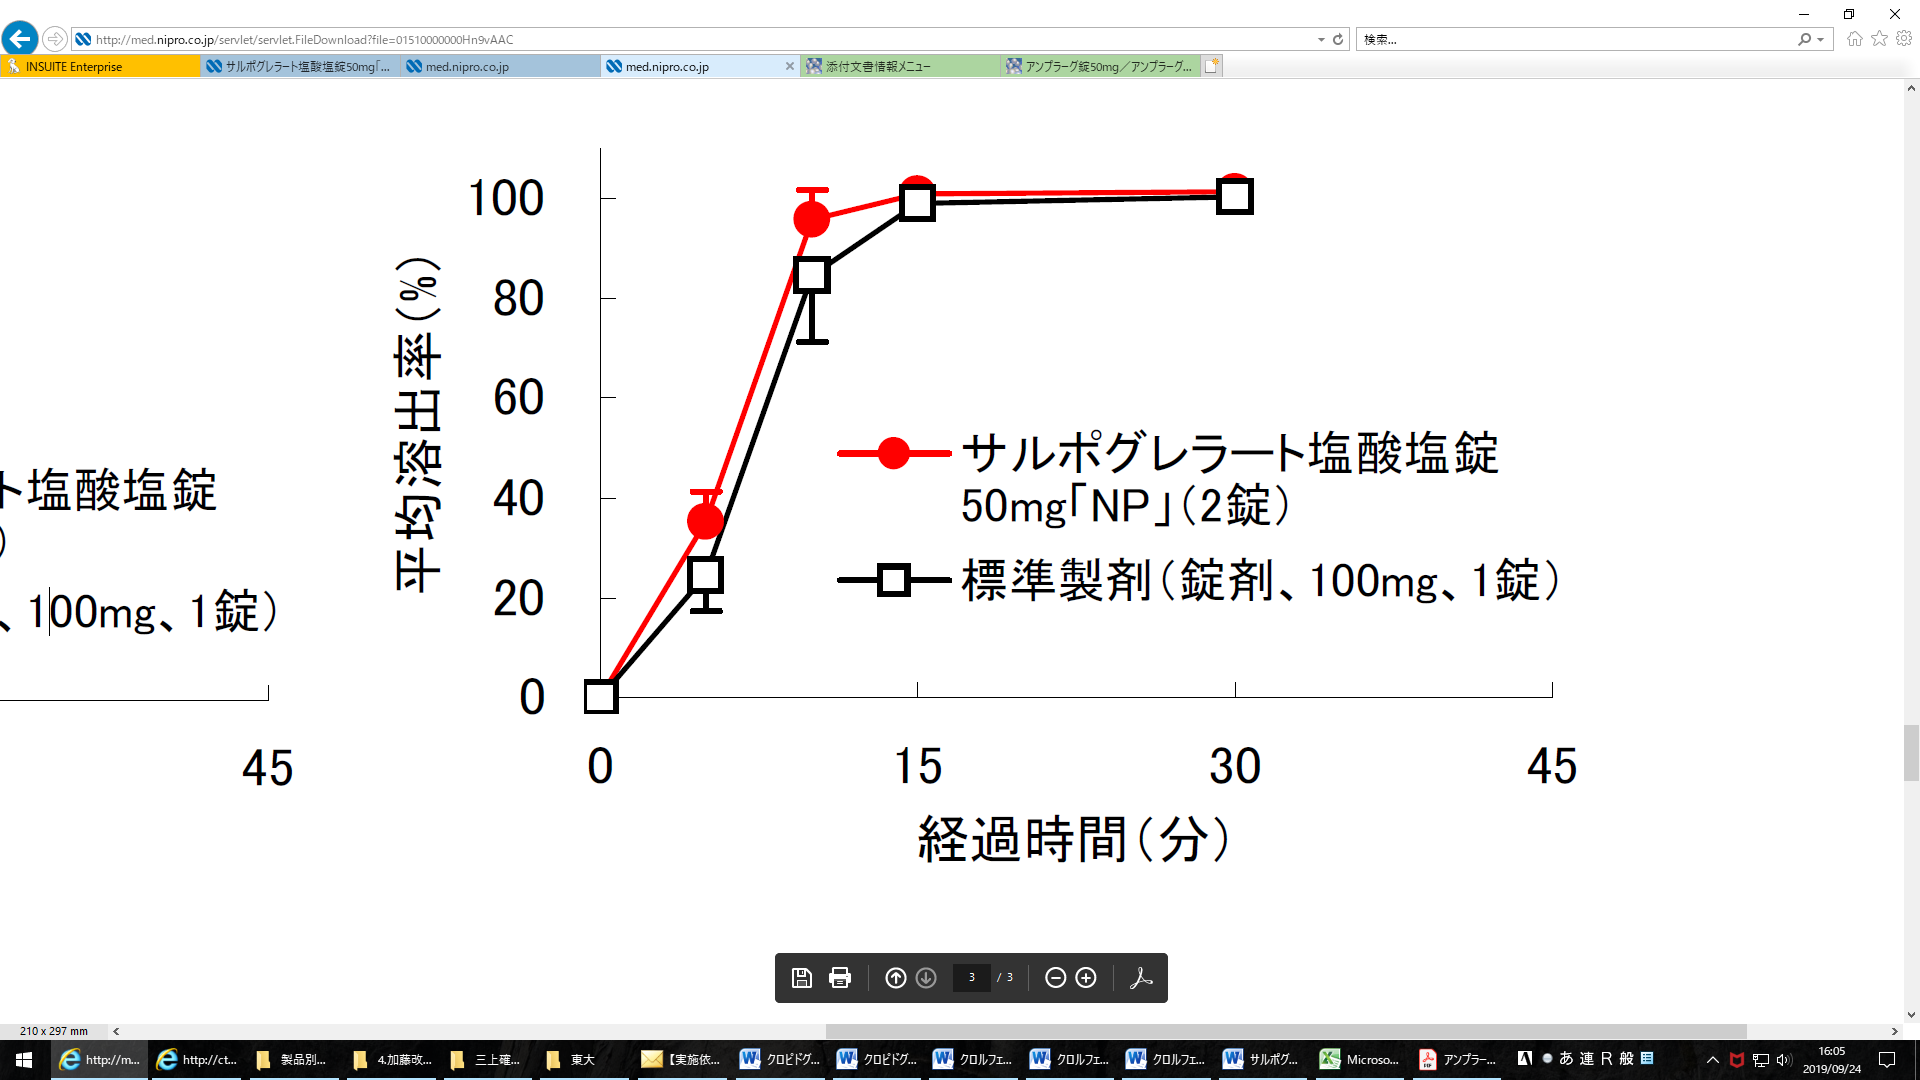 http://med.nipro.co.jp/servlet/servlet.FileDownload?file=01510000000Hn9vAAC
検索...
INSUITE Enterprise
サルポグレラート塩酸塩錠50mg「...
med.nipro.co.jp
med.nipro.co.jp
添付文書情報メニュー
アンプラーグ錠50mg／アンプラーグ...
ト塩酸塩錠
)
、100mg、1錠）
45
平均溶出率(%)
100
80
60
40
20
0
サルポグレラート塩酸塩錠
50mg「NP」（2錠）
標準製剤（錠剤、100mg、1錠）
0
15
30
45
経過時間（分）
3 / 3
210 x 297 mm
http://m...
http://ct...
製品別...
4.加藤改...
三上確...
東大
【実施依...
クロピドグ...
クロピドグ...
クロルフェ...
クロルフェ...
クロルフェ...
サルポグ...
Microso...
アンプラー...
A あ 連 R 般
16:05
2019/09/24